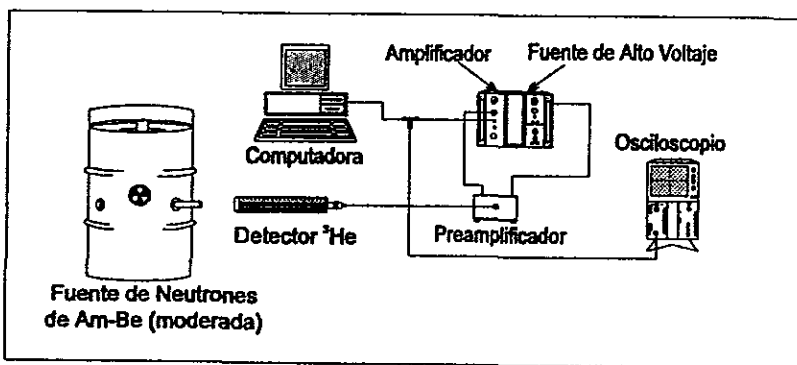 Amplificador
Fuente de Alto Voltaje
Computadora
Osciloscopio
Detector ³He
Preamplificador
Fuente de Neutrones
de Am-Be (moderada)